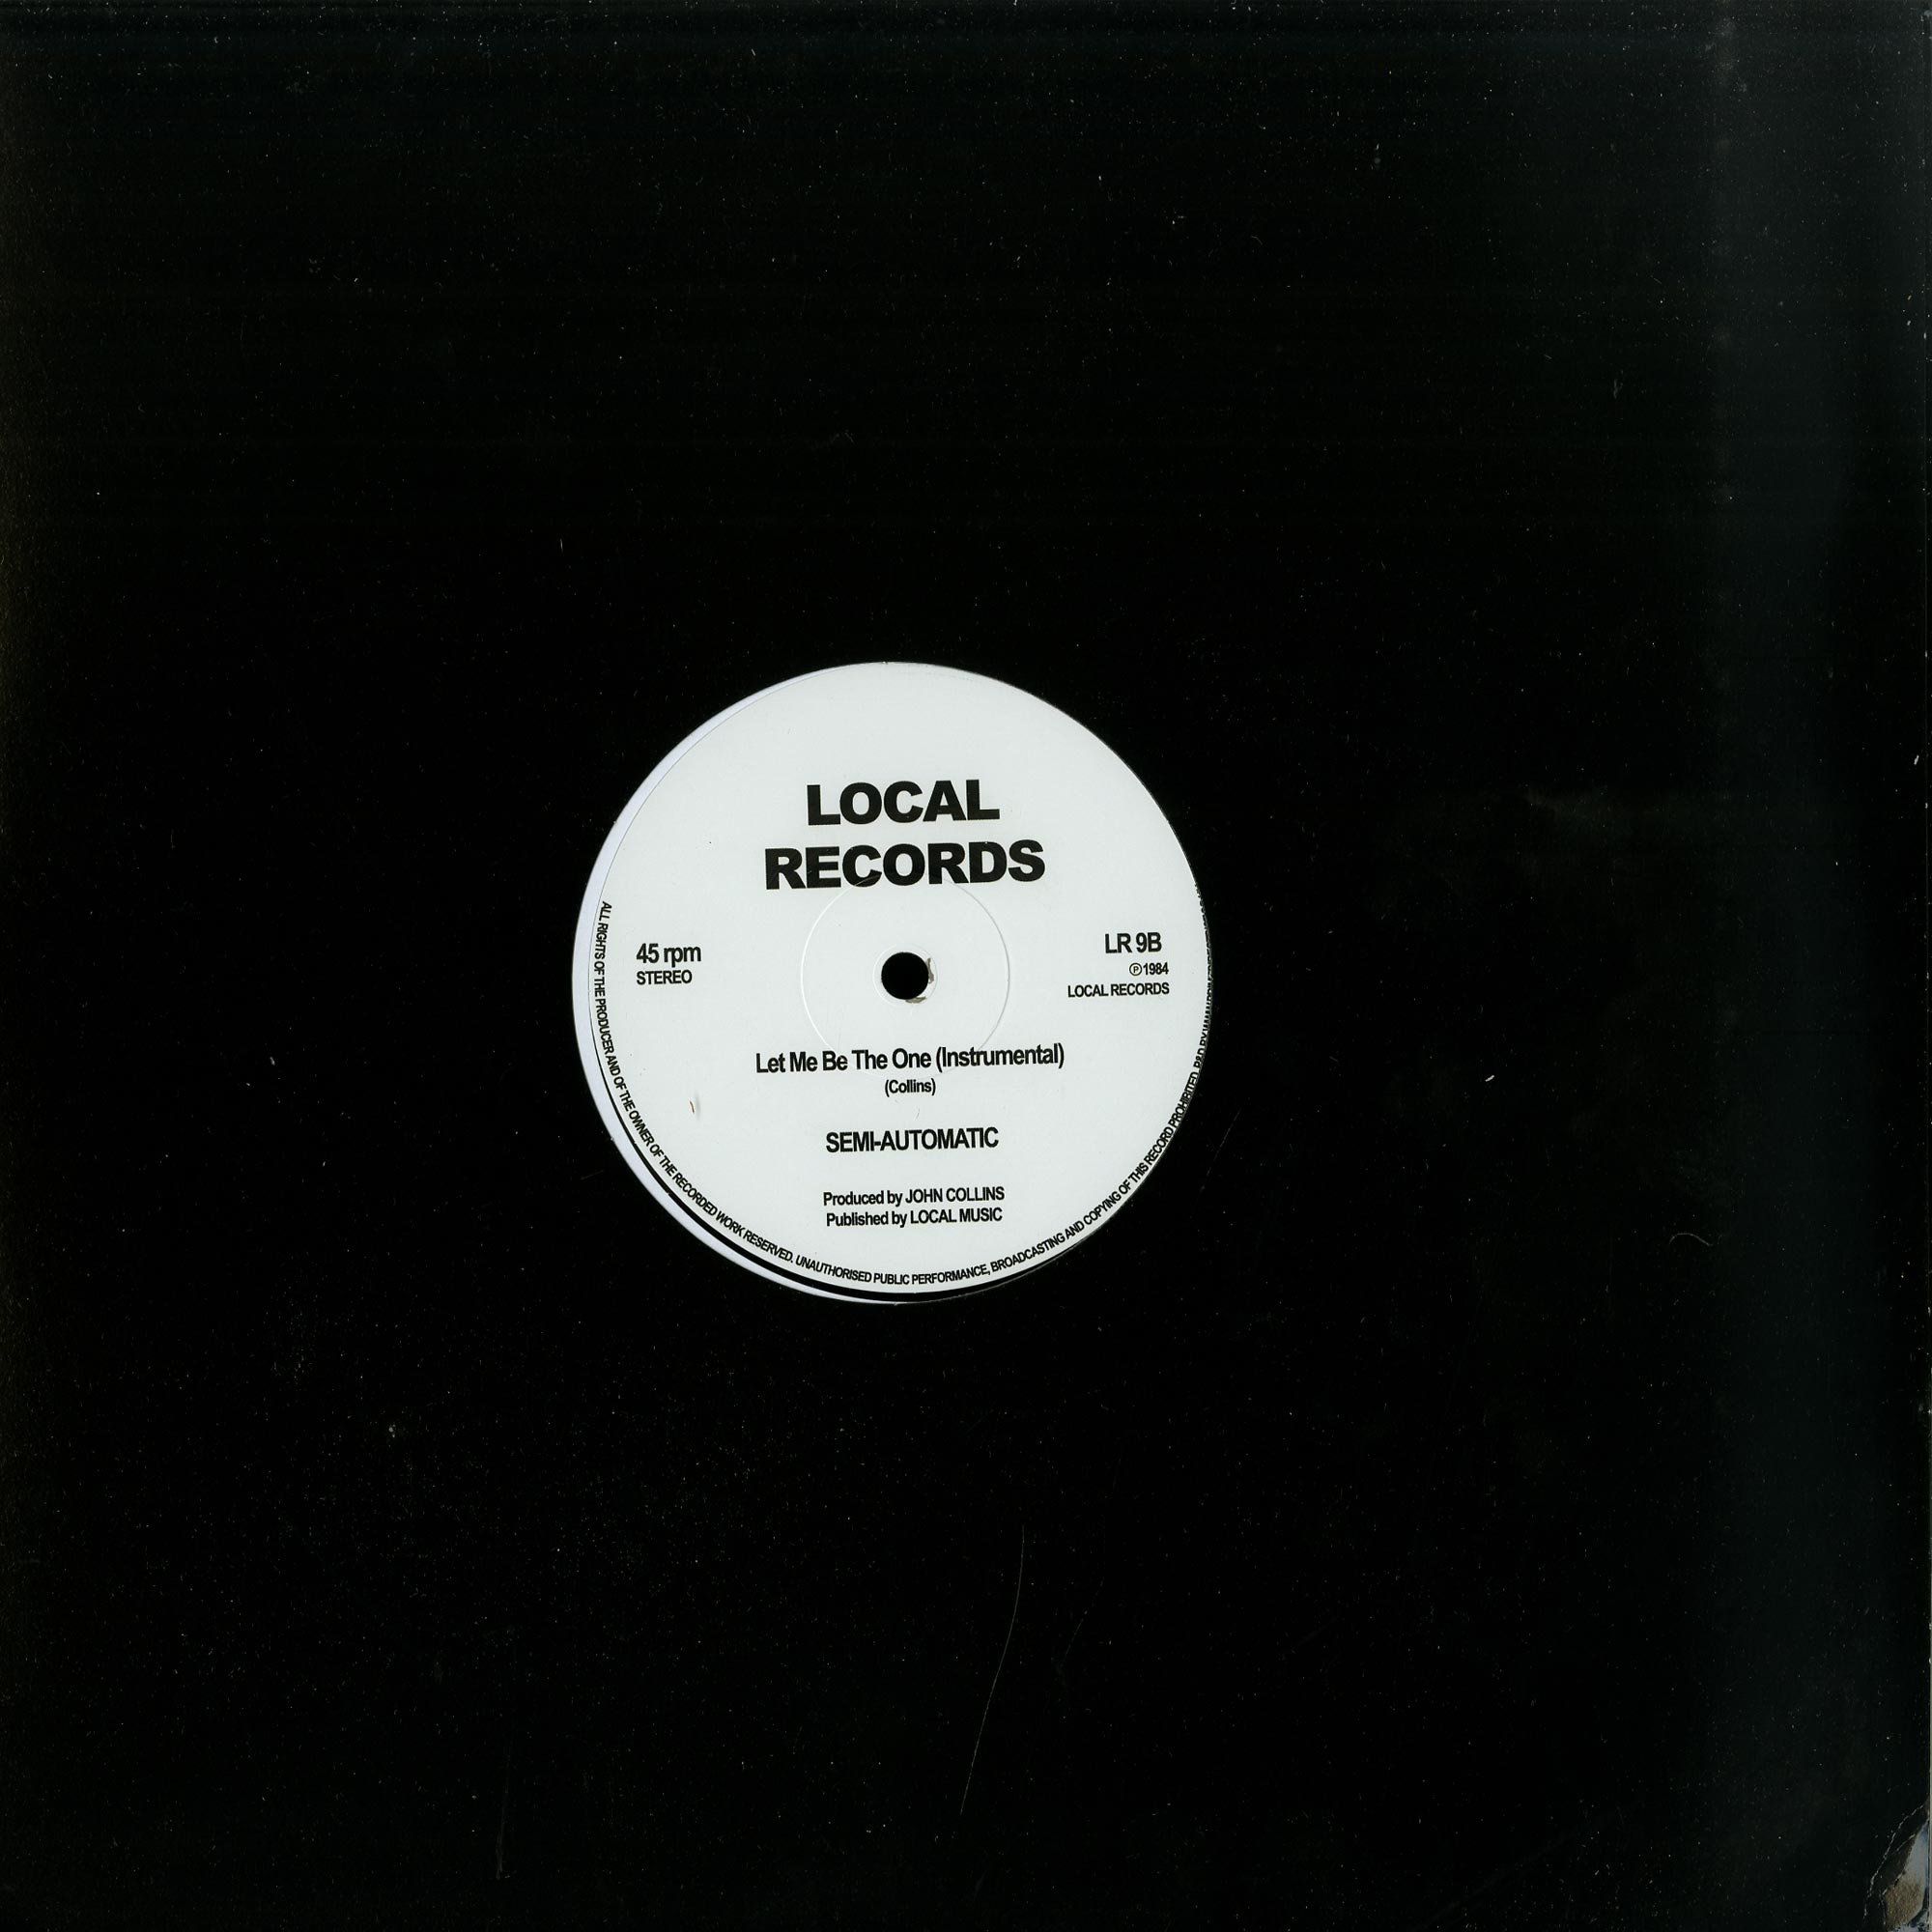 LOCAL
RECORDS
45 rpm
STEREO
LR 9B
Ⓟ1984
LOCAL RECORDS
Let Me Be The One (Instrumental)
(Collins)
SEMI-AUTOMATIC
Produced by JOHN COLLINS
Published by LOCAL MUSIC
ALL RIGHTS OF THE PRODUCER AND OF THE OWNER OF THE RECORDED WORK RESERVED. UNAUTHORISED PUBLIC PERFORMANCE, BROADCASTING AND COPYING OF THIS RECORD PROHIBITED. P&D BY